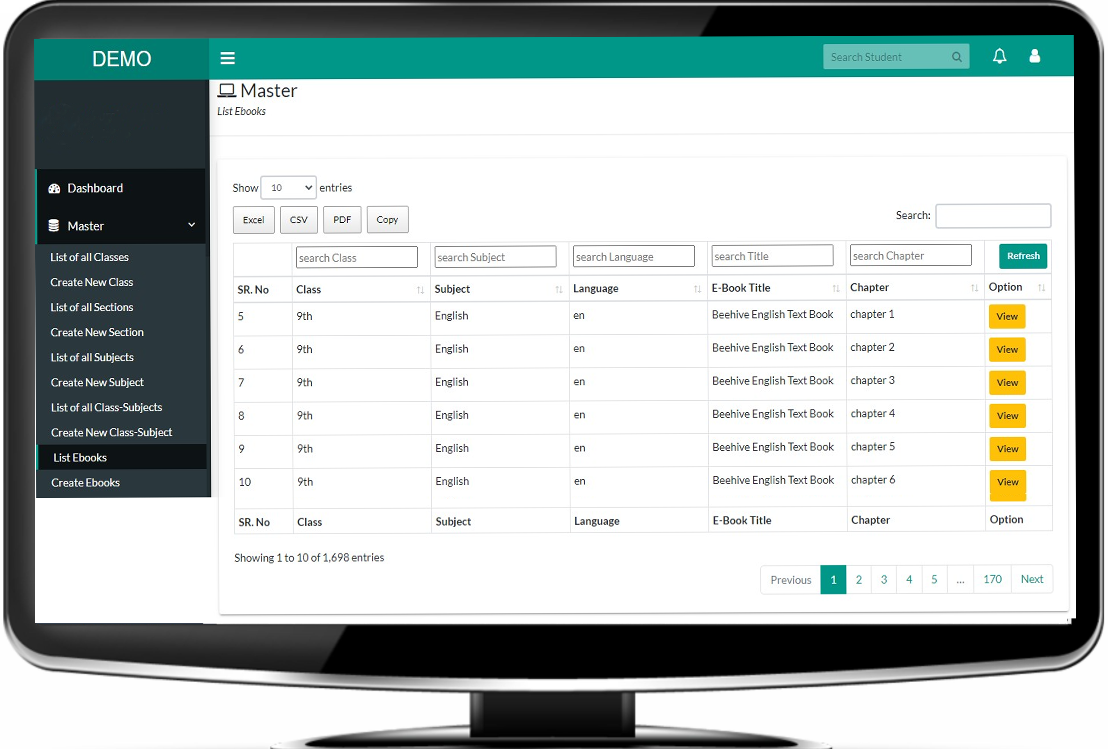 DEMO
Search Student
Master
List Ebooks
Dashboard
Master
List of all Classes
Create New Class
List of all Sections
Create New Section
List of all Subjects
Create New Subject
List of all Class-Subjects
Create New Class-Subject
List Ebooks
Create Ebooks
Show 10 entries
Excel CSV PDF Copy
Search:
search Class search Subject search Language search Title search Chapter Refresh
SR. No Class Subject Language E-Book Title Chapter Option
5 9th English en Beehive English Text Book chapter 1 View
6 9th English en Beehive English Text Book chapter 2 View
7 9th English en Beehive English Text Book chapter 3 View
8 9th English en Beehive English Text Book chapter 4 View
9 9th English en Beehive English Text Book chapter 5 View
10 9th English en Beehive English Text Book chapter 6 View
SR. No Class Subject Language E-Book Title Chapter Option
Showing 1 to 10 of 1,698 entries
Previous 1 2 3 4 5 ... 170 Next